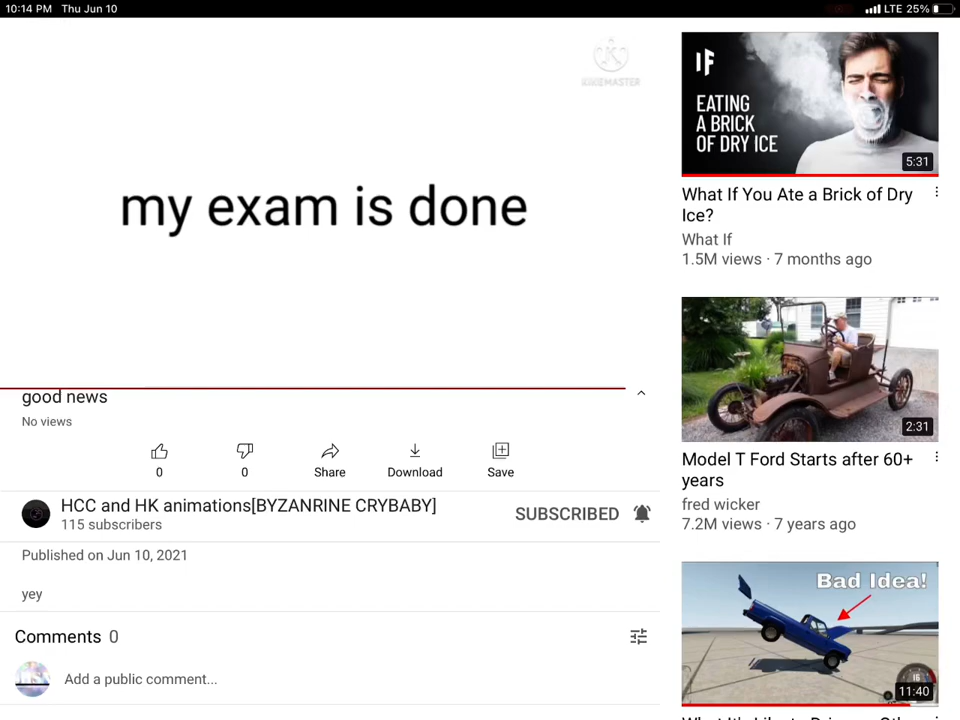 10:14 PM Thu Jun 10
LTE 25%
KINEMASTER
my exam is done
good news
No views
0
0
Share
Download
Save
HCC and HK animations[BYZANRINE CRYBABY]
115 subscribers
SUBSCRIBED
Published on Jun 10, 2021
yey
Comments 0
Add a public comment...
IF
EATING
A BRICK
OF DRY ICE
5:31
What If You Ate a Brick of Dry
Ice?
What If
1.5M views · 7 months ago
2:31
Model T Ford Starts after 60+
years
fred wicker
7.2M views · 7 years ago
Bad Idea!
16
11:40